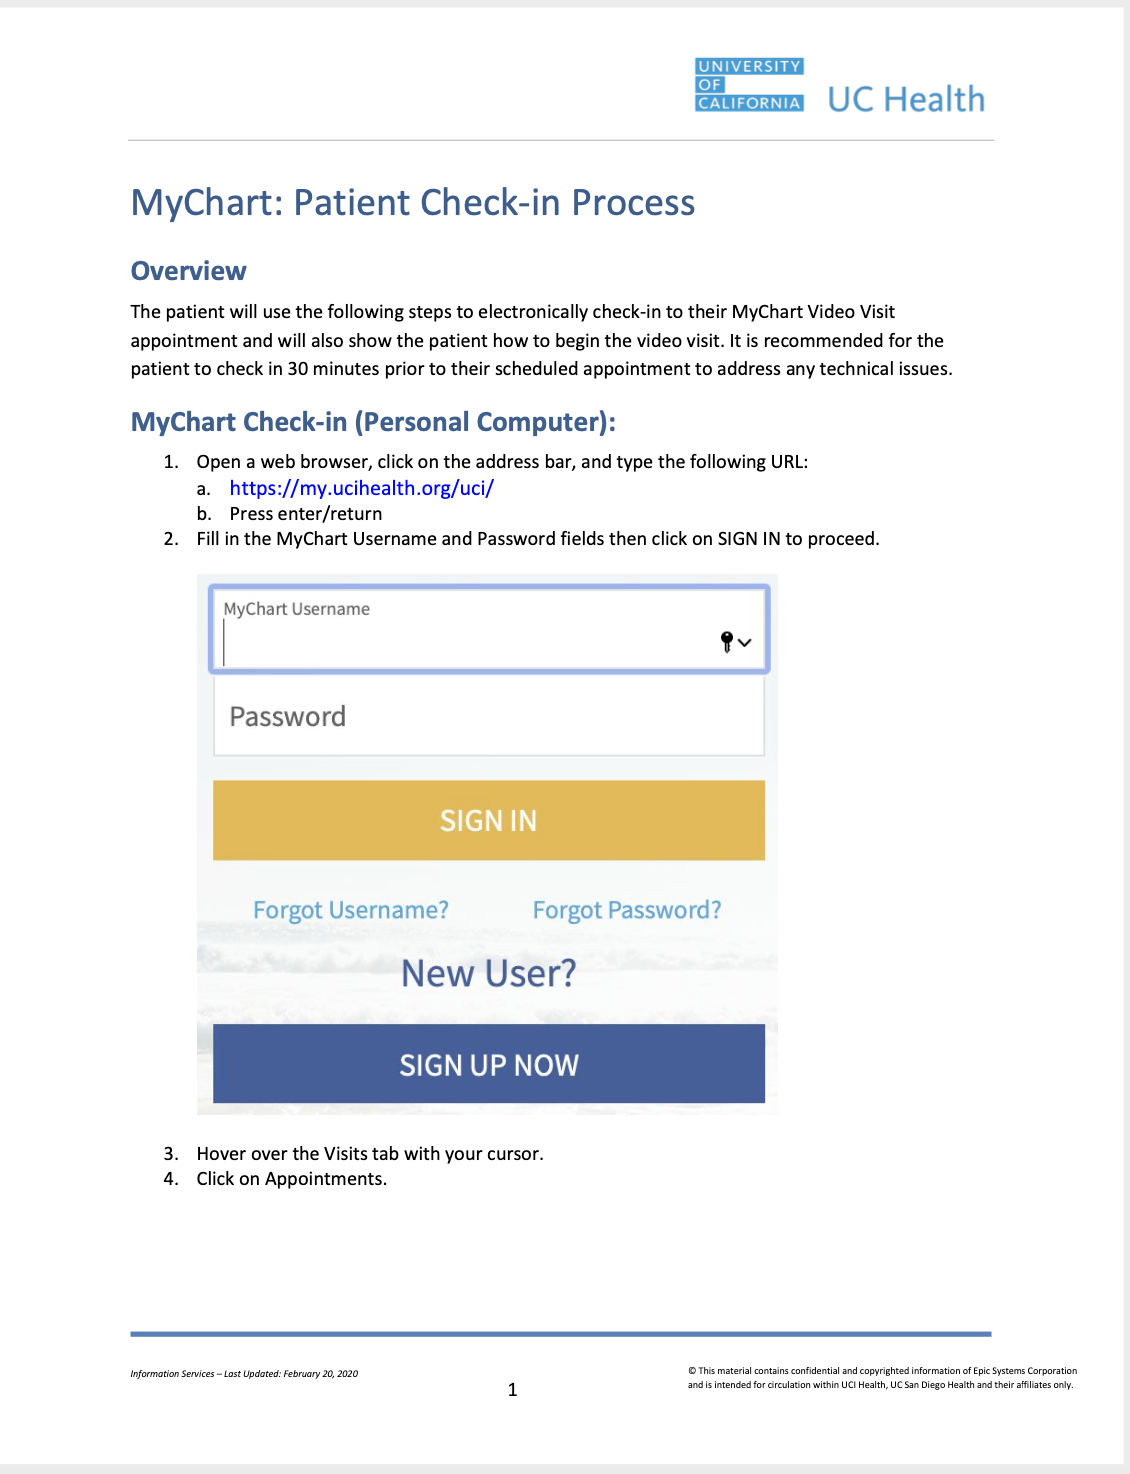 UNIVERSITY
OF
CALIFORNIA
UC Health
MyChart: Patient Check-in Process
Overview
The patient will use the following steps to electronically check-in to their MyChart Video Visit
appointment and will also show the patient how to begin the video visit. It is recommended for the
patient to check in 30 minutes prior to their scheduled appointment to address any technical issues.
MyChart Check-in (Personal Computer):
1. Open a web browser, click on the address bar, and type the following URL:
a. https://my.ucihealth.org/uci/
b. Press enter/return
2. Fill in the MyChart Username and Password fields then click on SIGN IN to proceed.
MyChart Username
Password
SIGN IN
Forgot Username? Forgot Password?
New User?
SIGN UP NOW
3. Hover over the Visits tab with your cursor.
4. Click on Appointments.
Information Services – Last Updated: February 20, 2020
1
© This material contains confidential and copyrighted information of Epic Systems Corporation
and is intended for circulation within UCI Health, UC San Diego Health and their affiliates only.